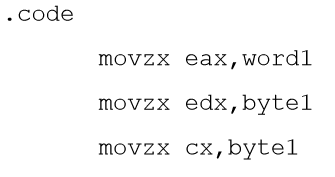 .code
movzx eax,word1
movzx edx,byte1
movzx cx,byte1